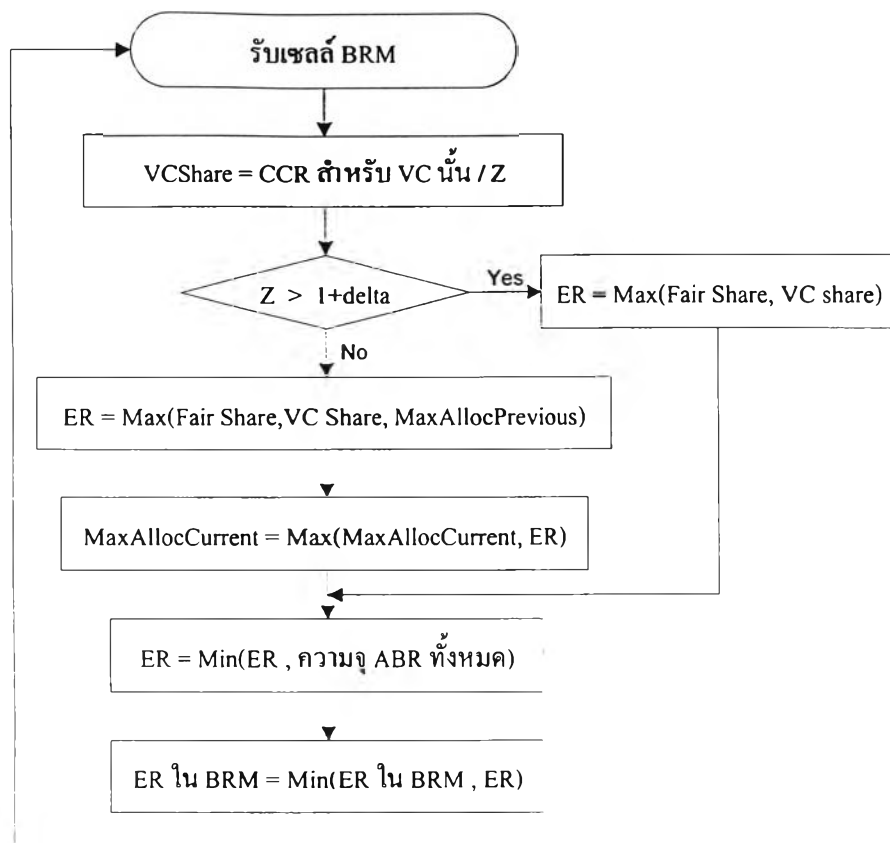 รับเซลล์ BRM
VCShare = CCR สำหรับ VC นั้น / Z
Z > 1+delta
Yes
ER = Max(Fair Share, VC share)
No
ER = Max(Fair Share,VC Share, MaxAllocPrevious)
MaxAllocCurrent = Max(MaxAllocCurrent, ER)
ER = Min(ER , ความจุ ABR ทั้งหมด)
ER ใน BRM = Min(ER ใน BRM , ER)